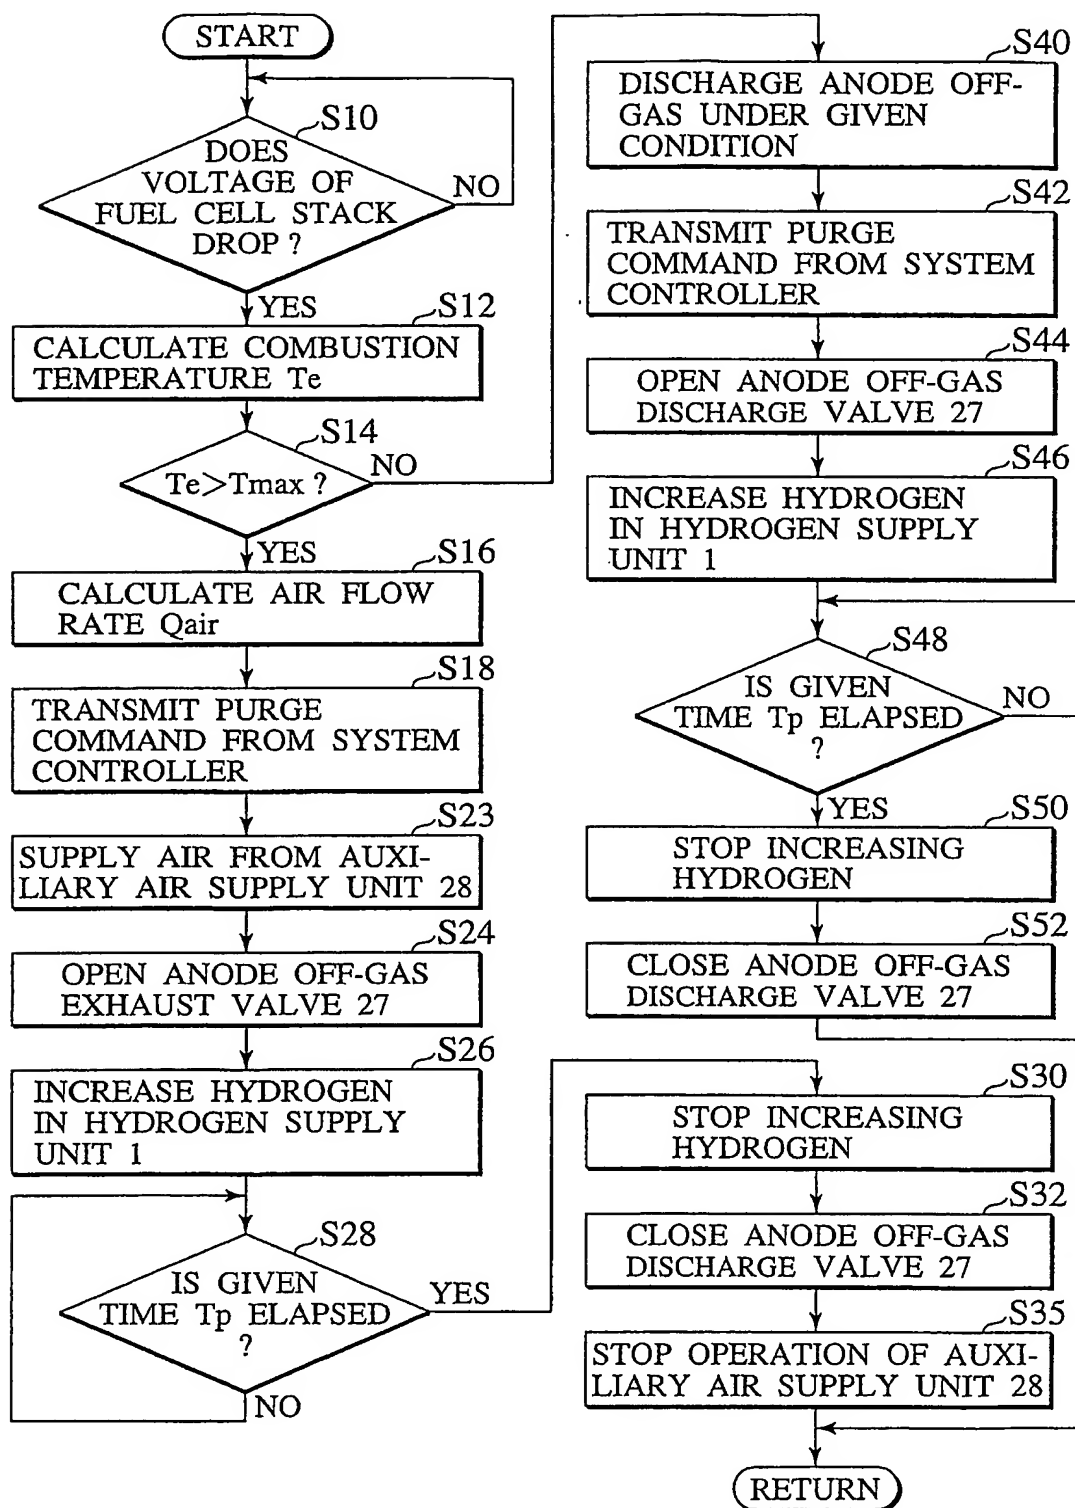 START
S10
DOES
VOLTAGE OF
FUEL CELL STACK
DROP ?
NO
YES
S12
CALCULATE COMBUSTION
TEMPERATURE Te
S14
Te>Tmax ?
NO
YES
S16
CALCULATE AIR FLOW
RATE Qair
S18
TRANSMIT PURGE
COMMAND FROM SYSTEM
CONTROLLER
S23
SUPPLY AIR FROM AUXI-
LIARY AIR SUPPLY UNIT 28
S24
OPEN ANODE OFF-GAS
EXHAUST VALVE 27
S26
INCREASE HYDROGEN
IN HYDROGEN SUPPLY
UNIT 1
S28
IS GIVEN
TIME Tp ELAPSED
?
YES
NO
S40
DISCHARGE ANODE OFF-
GAS UNDER GIVEN
CONDITION
S42
TRANSMIT PURGE
COMMAND FROM SYSTEM
CONTROLLER
S44
OPEN ANODE OFF-GAS
DISCHARGE VALVE 27
S46
INCREASE HYDROGEN
IN HYDROGEN SUPPLY
UNIT 1
S48
IS GIVEN
TIME Tp ELAPSED
?
NO
YES
S50
STOP INCREASING
HYDROGEN
S52
CLOSE ANODE OFF-GAS
DISCHARGE VALVE 27
S30
STOP INCREASING
HYDROGEN
S32
CLOSE ANODE OFF-GAS
DISCHARGE VALVE 27
S35
STOP OPERATION OF AUXI-
LIARY AIR SUPPLY UNIT 28
RETURN